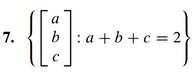 7. { [ a b c ] : a + b + c = 2 }